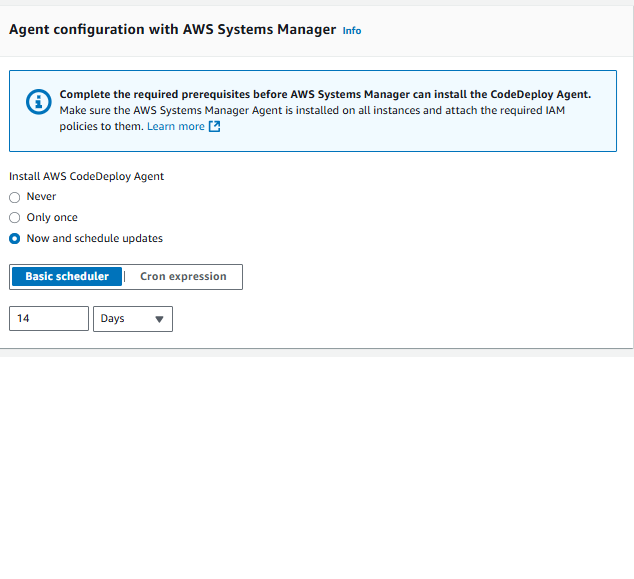 Agent configuration with AWS Systems Manager Info
Complete the required prerequisites before AWS Systems Manager can install the CodeDeploy Agent.
Make sure the AWS Systems Manager Agent is installed on all instances and attach the required IAM
policies to them. Learn more
Install AWS CodeDeploy Agent
Never
Only once
Now and schedule updates
Basic scheduler | Cron expression
14 Days